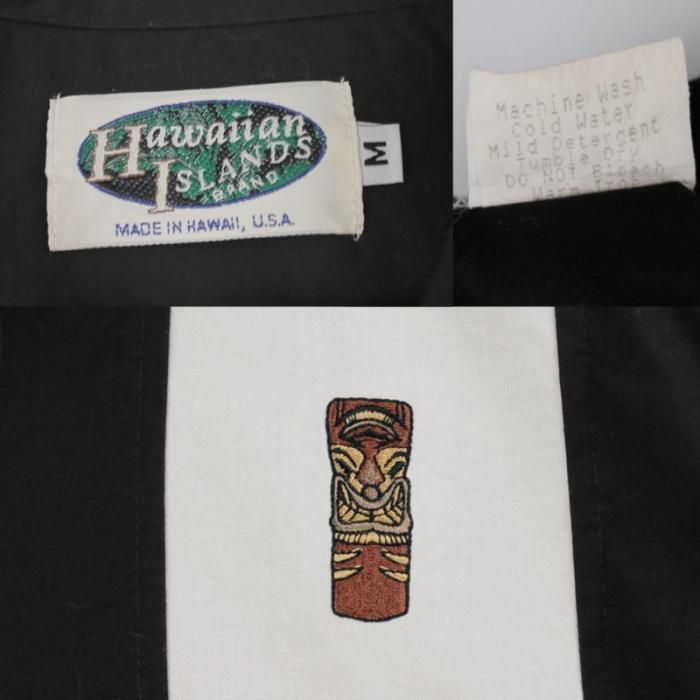 Hawaiian
ISLANDS
BRAND
MADE IN HAWAII, U.S.A.
M
Machine Wash
Cold Water
Mild Detergent
Tumble Dry
DO NOT Bleach
Warm Iron